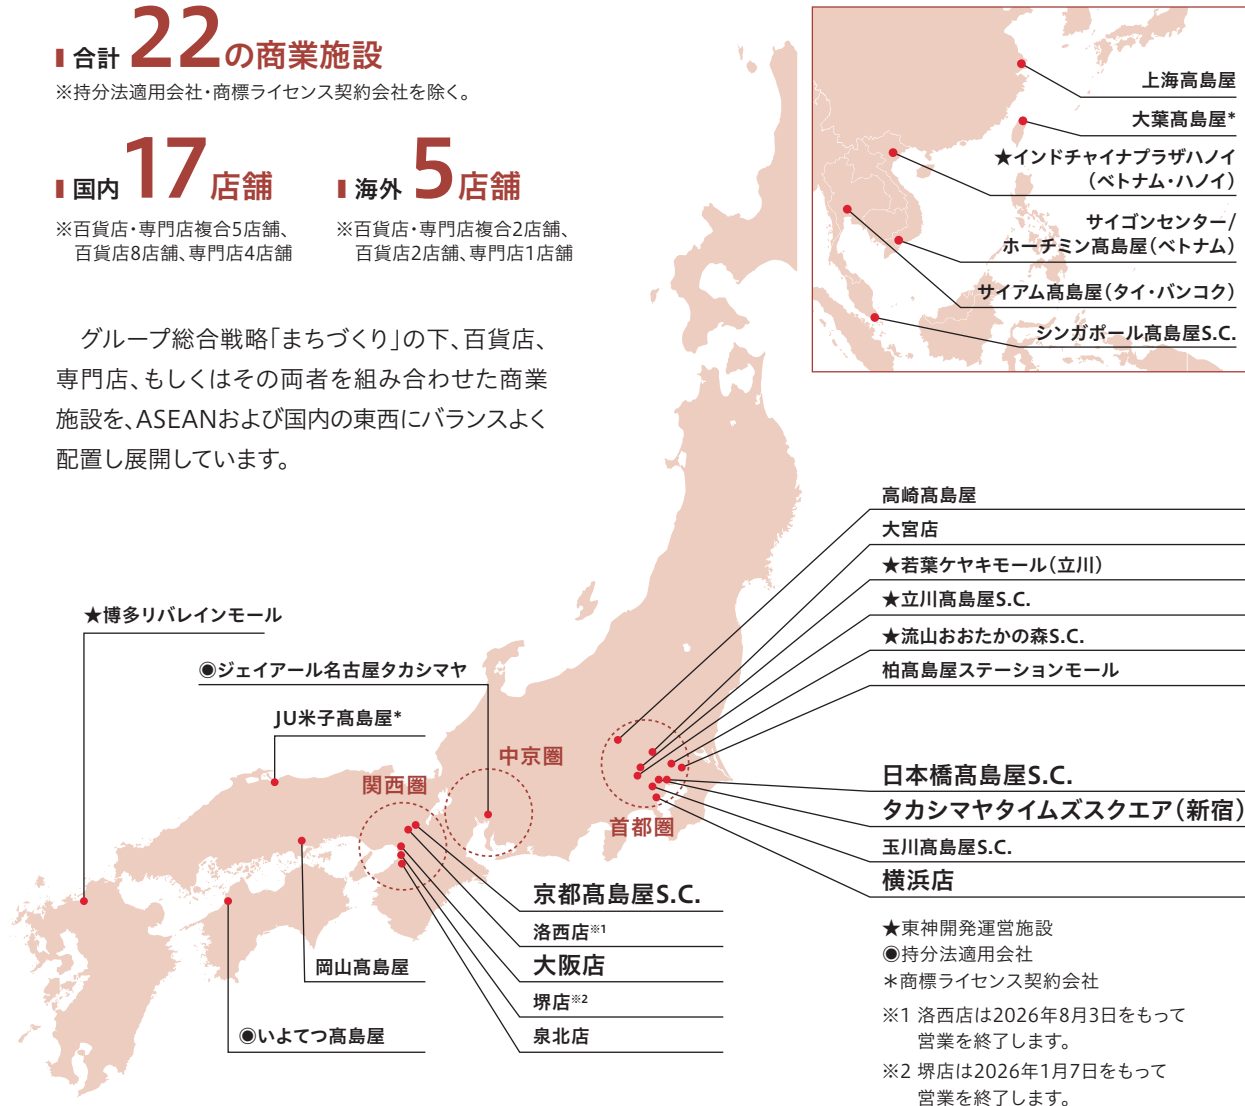 合計 22の商業施設
※持分法適用会社・商標ライセンス契約会社を除く。
国内 17店舗
※百貨店・専門店複合5店舗、
百貨店8店舗、専門店4店舗
海外 5店舗
※百貨店・専門店複合2店舗、
百貨店2店舗、専門店1店舗
グループ総合戦略「まちづくり」の下、百貨店、
専門店、もしくはその両者を組み合わせた商業
施設を、ASEANおよび国内の東西にバランスよく
配置し展開しています。
上海高島屋
大葉髙島屋*
★インドチャイナプラザハノイ
（ベトナム・ハノイ）
サイゴンセンター/
ホーチミン髙島屋（ベトナム）
サイアム髙島屋（タイ・バンコク）
シンガポール髙島屋S.C.
高崎髙島屋
大宮店
★若葉ケヤキモール（立川）
★立川髙島屋S.C.
★流山おおたかの森S.C.
柏髙島屋ステーションモール
日本橋髙島屋S.C.
タカシマヤタイムズスクエア（新宿）
玉川髙島屋S.C.
横浜店
★博多リバレインモール
◉ジェイアール名古屋タカシマヤ
JU米子髙島屋*
中京圏
関西圏
首都圏
京都髙島屋S.C.
洛西店※1
大阪店
堺店※2
泉北店
岡山髙島屋
◉いよてつ髙島屋
★東神開発運営施設
◉持分法適用会社
＊商標ライセンス契約会社
※1 洛西店は2026年8月3日をもって
営業を終了します。
※2 堺店は2026年1月7日をもって
営業を終了します。